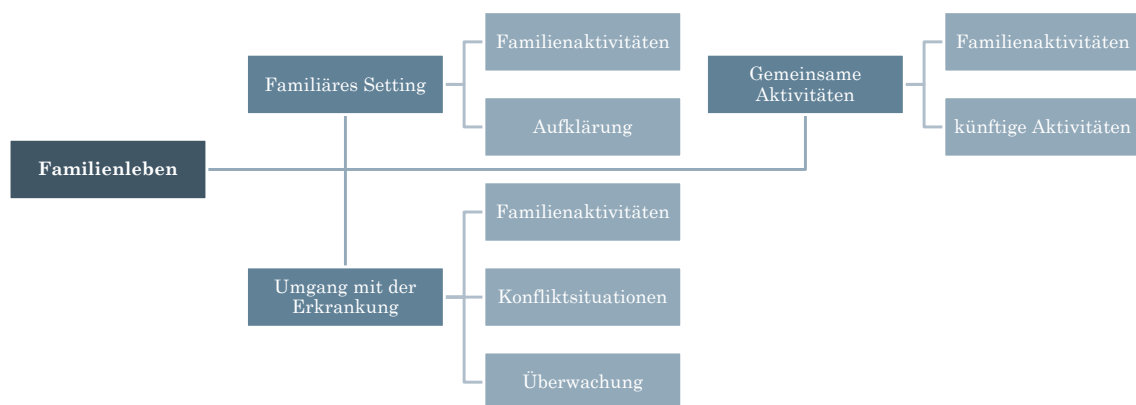 Familienleben
Familiäres Setting
Familienaktivitäten
Aufklärung
Umgang mit der
Erkrankung
Familienaktivitäten
Konfliktsituationen
Überwachung
Gemeinsame
Aktivitäten
Familienaktivitäten
künftige Aktivitäten